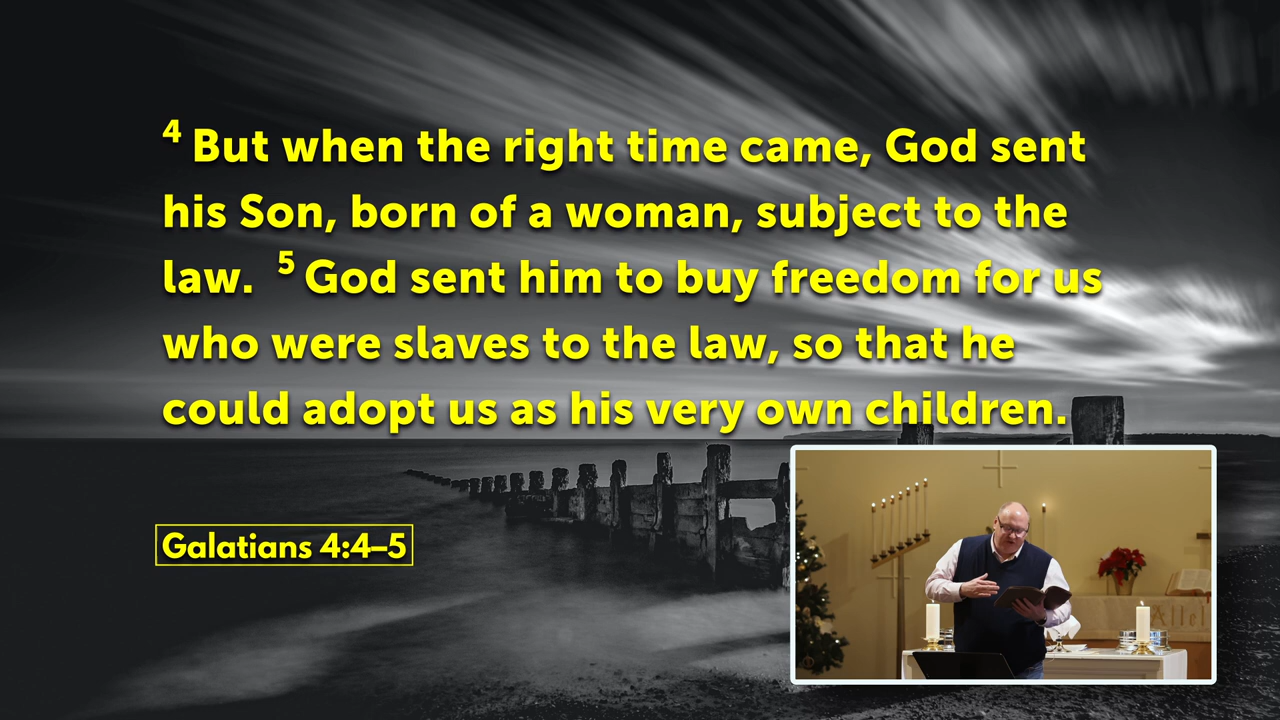 ⁴ But when the right time came, God sent
his Son, born of a woman, subject to the
law. ⁵ God sent him to buy freedom for us
who were slaves to the law, so that he
could adopt us as his very own children.
Galatians 4:4–5
Allel